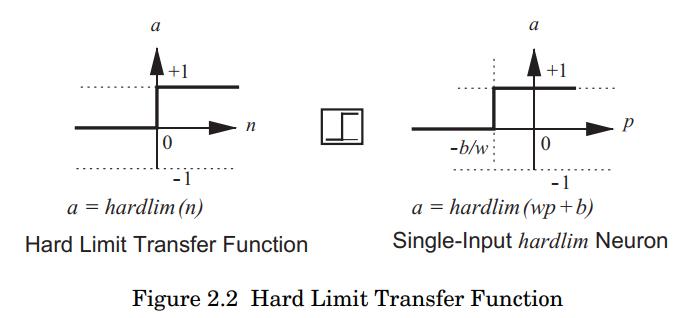 a
+1
n
0
-1
a = hardlim (n)
Hard Limit Transfer Function
a
+1
p
-b/w
0
-1
a = hardlim (wp + b)
Single-Input hardlim Neuron
Figure 2.2 Hard Limit Transfer Function